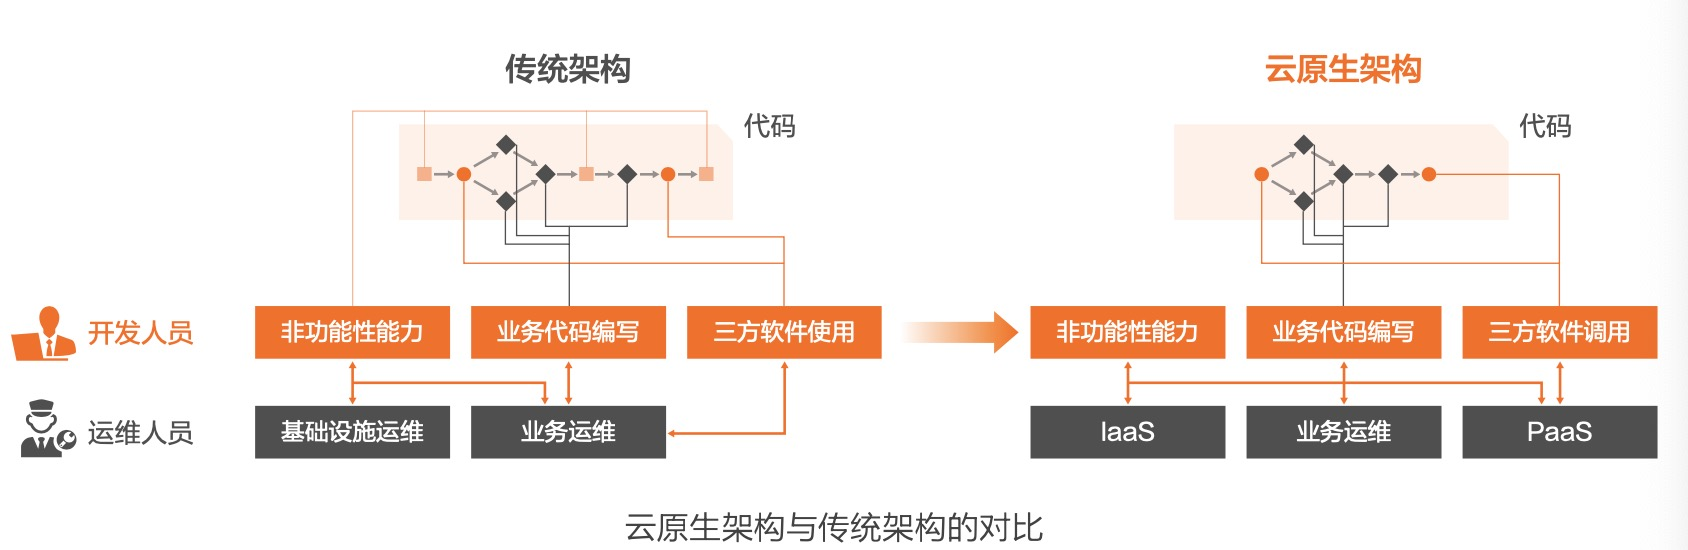 传统架构
云原生架构
代码
代码
开发人员
非功能性能力
业务代码编写
三方软件使用
非功能性能力
业务代码编写
三方软件调用
运维人员
基础设施运维
业务运维
IaaS
业务运维
PaaS
云原生架构与传统架构的对比